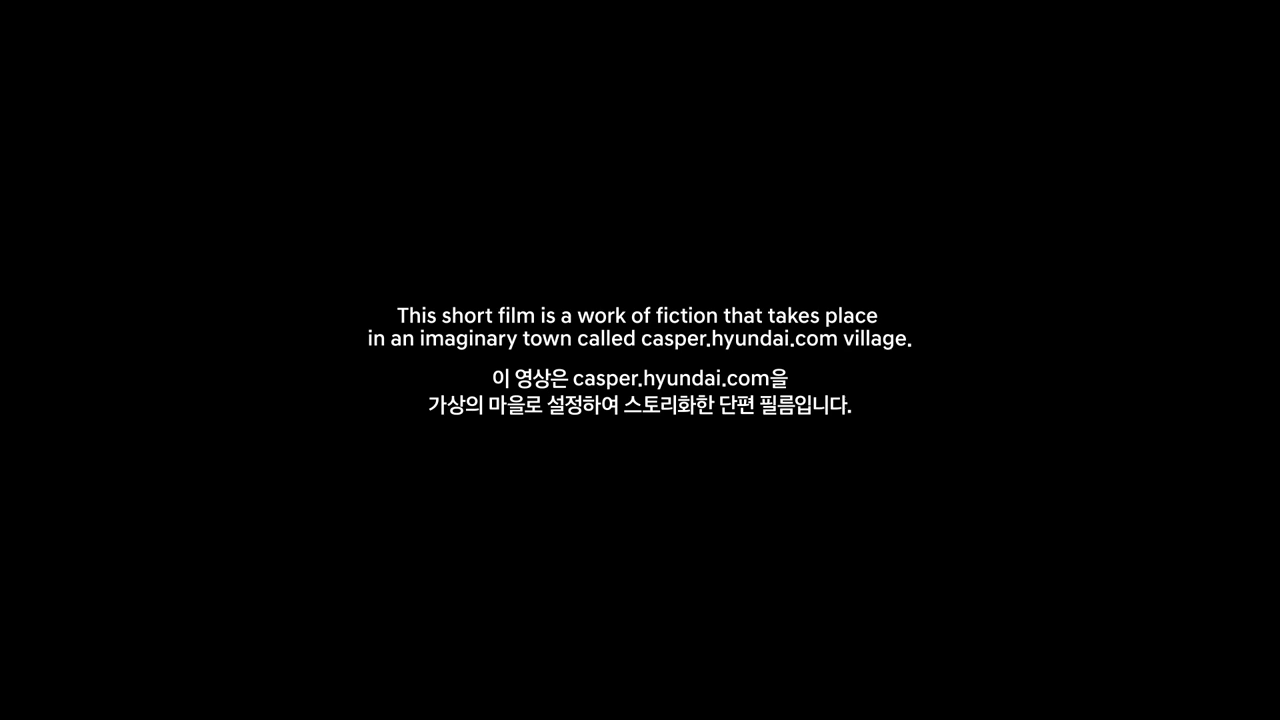 This short film is a work of fiction that takes place
in an imaginary town called casper.hyundai.com village.
이 영상은 casper.hyundai.com을
가상의 마을로 설정하여 스토리화한 단편 필름입니다.